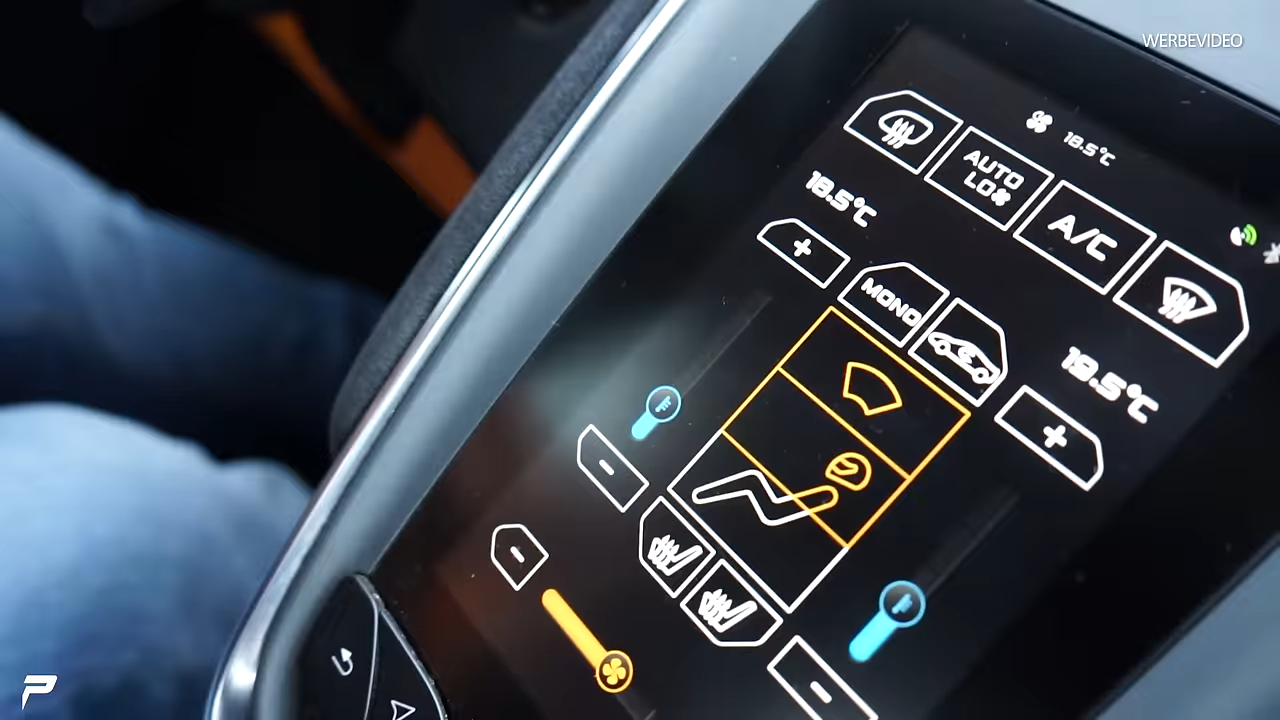 WERBEVIDEO
18.5°C
AUTO
LO
A/C
18.5°C
+
MONO
19.5°C
+
-
-
-